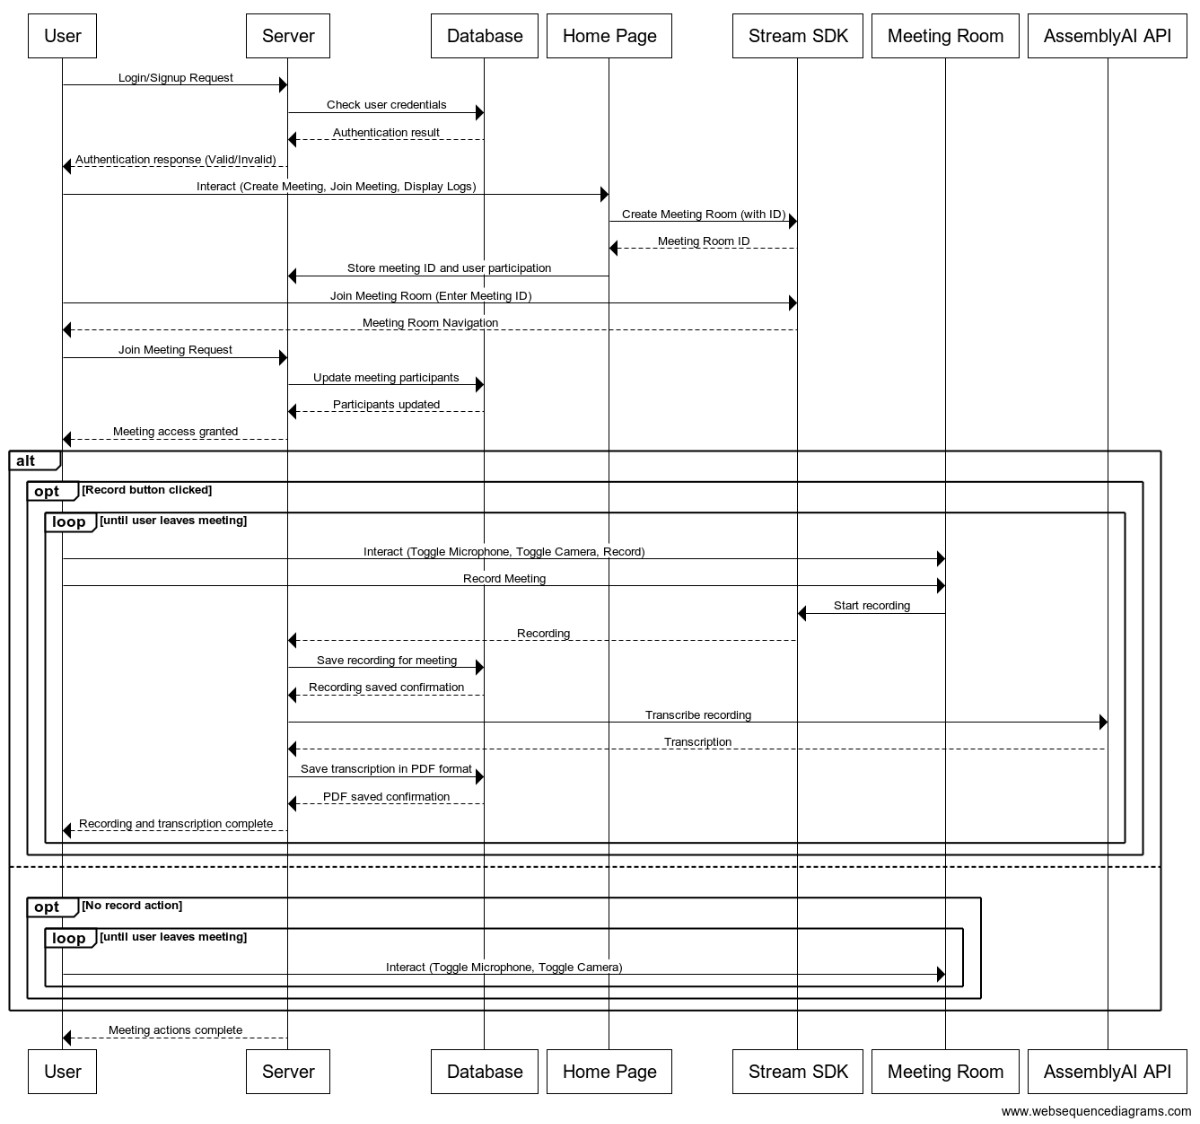 User Server Database Home Page Stream SDK Meeting Room AssemblyAI API
Login/Signup Request
Check user credentials
Authentication result
Authentication response (Valid/Invalid)
Interact (Create Meeting, Join Meeting, Display Logs)
Create Meeting Room (with ID)
Meeting Room ID
Store meeting ID and user participation
Join Meeting Room (Enter Meeting ID)
Meeting Room Navigation
Join Meeting Request
Update meeting participants
Participants updated
Meeting access granted
alt
opt [Record button clicked]
loop [until user leaves meeting]
Interact (Toggle Microphone, Toggle Camera, Record)
Record Meeting
Start recording
Recording
Save recording for meeting
Recording saved confirmation
Transcribe recording
Transcription
Save transcription in PDF format
PDF saved confirmation
Recording and transcription complete
opt [No record action]
loop [until user leaves meeting]
Interact (Toggle Microphone, Toggle Camera)
Meeting actions complete
User Server Database Home Page Stream SDK Meeting Room AssemblyAI API
www.websequencediagrams.com